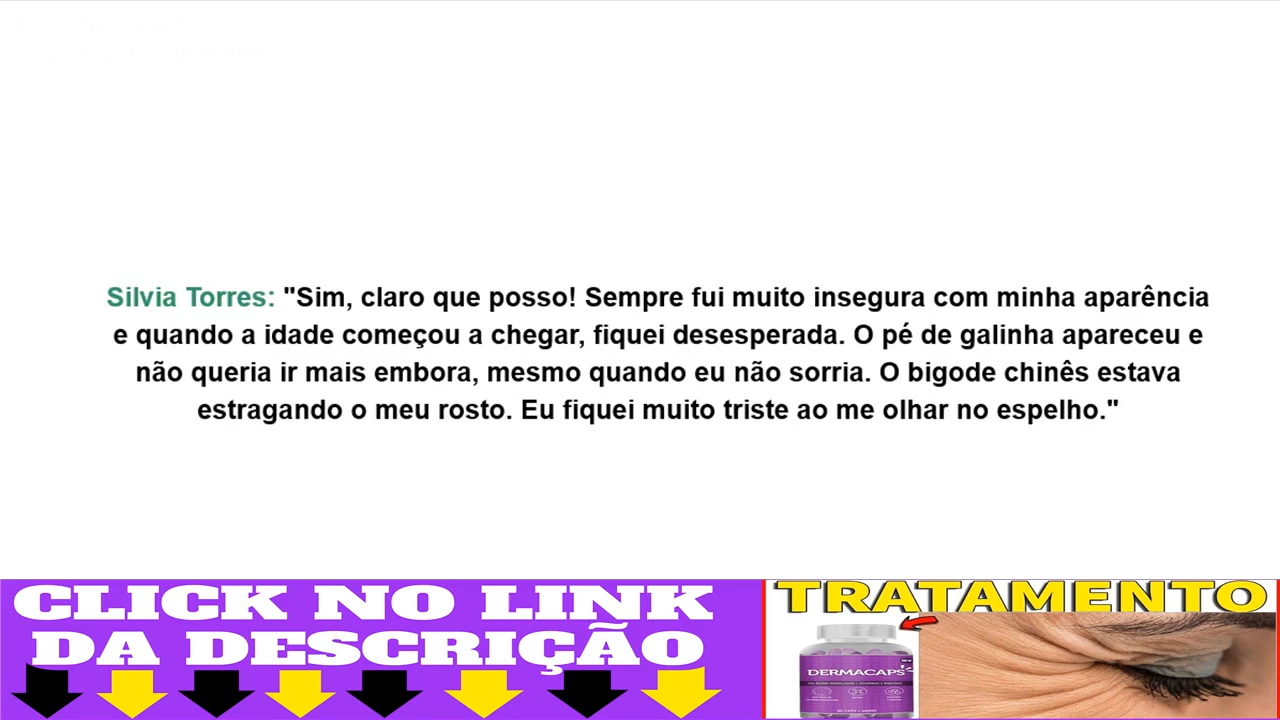 Silvia Torres: "Sim, claro que posso! Sempre fui muito insegura com minha aparência
e quando a idade começou a chegar, fiquei desesperada. O pé de galinha apareceu e
não queria ir mais embora, mesmo quando eu não sorria. O bigode chinês estava
estragando o meu rosto. Eu fiquei muito triste ao me olhar no espelho."
CLICK NO LINK
DA DESCRIÇÃO
TRATAMENTO
DERMACAPS